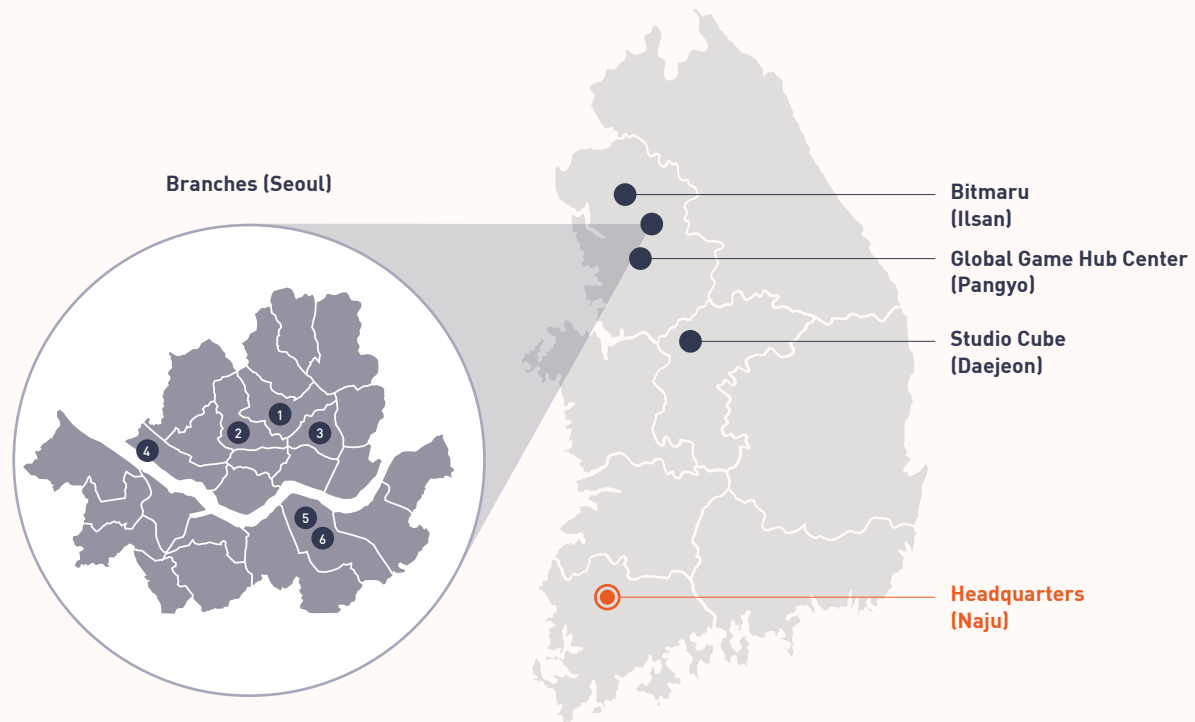 Branches (Seoul)
1
2
3
4
5
6
Bitmaru
(Ilsan)
Global Game Hub Center
(Pangyo)
Studio Cube
(Daejeon)
Headquarters
(Naju)